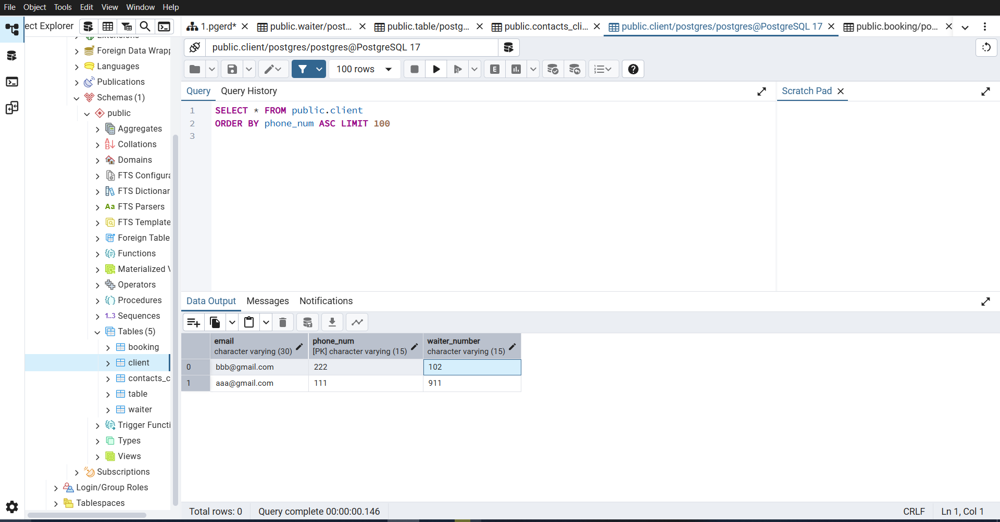 File Object Tools Edit View Window Help
ect Explorer
1.pgerd*
public.waiter/post...
public.table/postg...
public.contacts_cli...
public.client/postgres/postgres@PostgreSQL 17
public.booking/po...
public.client/postgres/postgres@PostgreSQL 17
100 rows
E
Query
Query History
Scratch Pad
1 SELECT * FROM public.client
2 ORDER BY phone_num ASC LIMIT 100
3
Extensions
Foreign Data Wrapp
Languages
Publications
Schemas (1)
public
Aggregates
Collations
Domains
FTS Configura
FTS Dictionar
Aa FTS Parsers
FTS Template
Foreign Table
Functions
Materialized V
Operators
Procedures
1..3 Sequences
Tables (5)
booking
client
contacts_c
table
waiter
Trigger Functi
Types
Views
Subscriptions
Login/Group Roles
Tablespaces
Data Output Messages Notifications
email phone_num waiter_number
character varying (30) [PK] character varying (15) character varying (15)
0 bbb@gmail.com 222 102
1 aaa@gmail.com 111 911
Total rows: 0 Query complete 00:00:00.146 CRLF Ln 1, Col 1